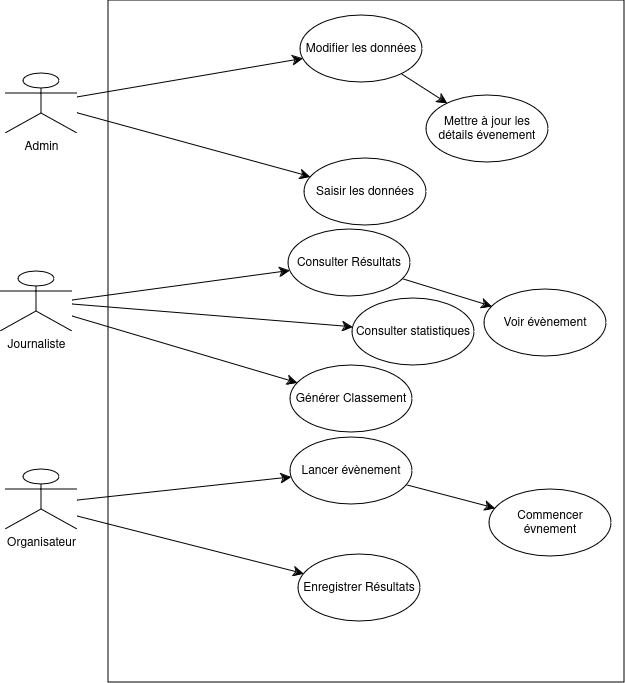 Modifier les données
Mettre à jour les
détails évenement
Admin
Saisir les données
Consulter Résultats
Voir évènement
Consulter statistiques
Journaliste
Générer Classement
Lancer évènement
Commencer
évnement
Organisateur
Enregistrer Résultats